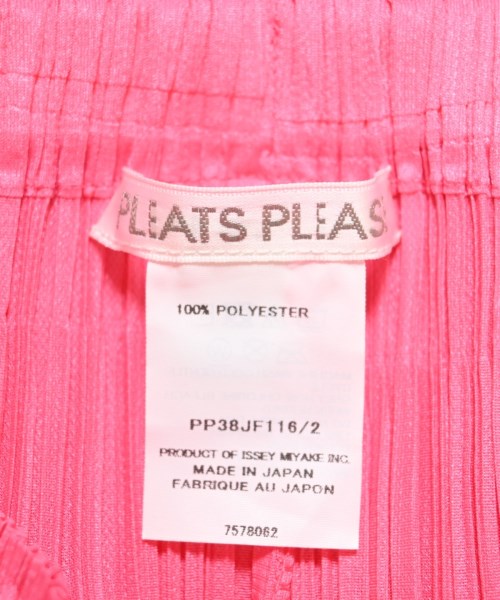 PLEATS PLEAS
100% POLYESTER
PP38JF116/2
PRODUCT OF ISSEY MIYAKE INC.
MADE IN JAPAN
FABRIQUE AU JAPON
7578062